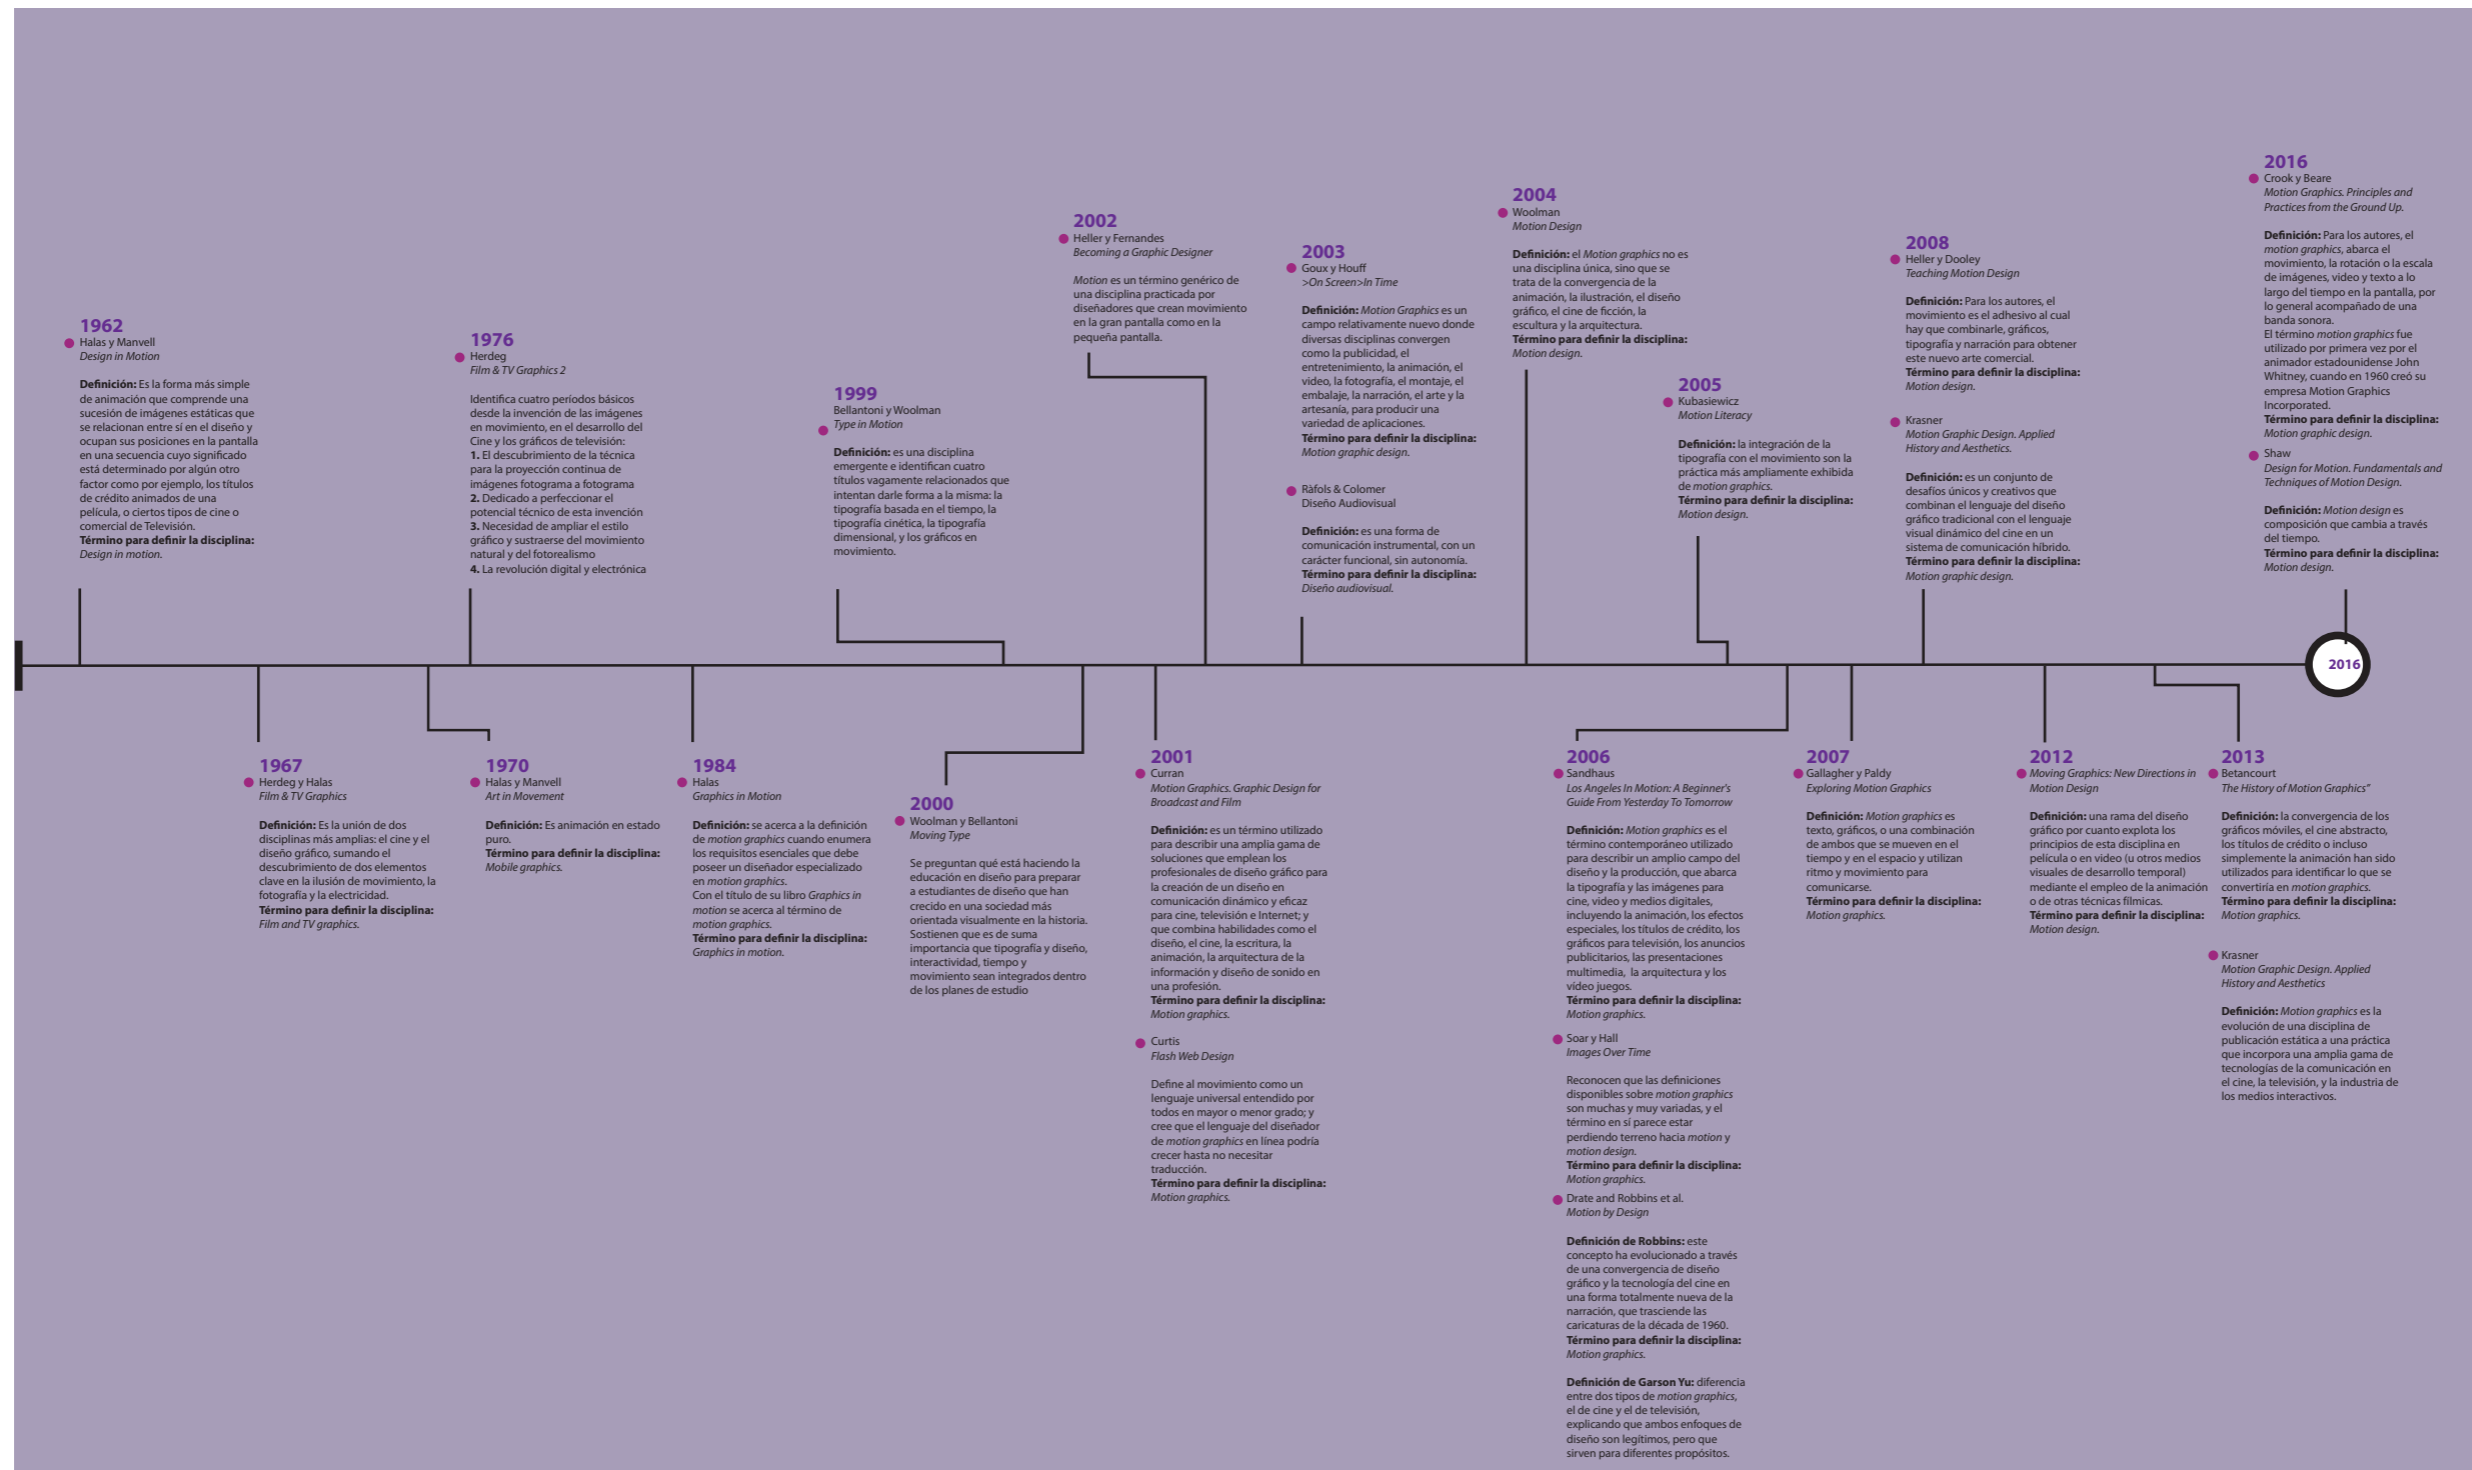 1962
Halas y Manvell
Design in Motion
Definición: Es la forma más simple
de animación que comprende una
sucesión de imágenes estáticas que
se relacionan entre sí en el diseño y
ocupan sus posiciones en la pantalla
en una secuencia cuyo significado
está determinado por algún otro
factor como por ejemplo, los títulos
de crédito animados de una
película, o ciertos tipos de cine o
comercial de Televisión.
Término para definir la disciplina:
Design in motion.
1976
Herdeg
Film & TV Graphics 2
Identifica cuatro períodos básicos
desde la invención de las imágenes
en movimiento, en el desarrollo del
Cine y los gráficos de televisión:
1. El descubrimiento de la técnica
para la proyección continua de
imágenes fotograma a fotograma
2. Dedicado a perfeccionar el
potencial técnico de esta invención
3. Necesidad de ampliar el estilo
gráfico y sustraerse del movimiento
natural y del fotorealismo
4. La revolución digital y electrónica
1999
Bellantoni y Woolman
Type in Motion
Definición: es una disciplina
emergente e identifican cuatro
títulos vagamente relacionados que
intentan darle forma a la misma: la
tipografía basada en el tiempo, la
tipografía cinética, la tipografía
dimensional, y los gráficos en
movimiento.
2002
Heller y Fernandes
Becoming a Graphic Designer
Motion es un término genérico de
una disciplina practicada por
diseñadores que crean movimiento
en la gran pantalla como en la
pequeña pantalla.
2003
Goux y Houff
>On Screen>In Time
Definición: Motion Graphics es un
campo relativamente nuevo donde
diversas disciplinas convergen
como la publicidad, el
entretenimiento, la animación, el
video, la fotografía, el montaje, el
embalaje, la narración, el arte y la
artesanía, para producir una
variedad de aplicaciones.
Término para definir la disciplina:
Motion graphic design.
Ràfols & Colomer
Diseño Audiovisual
Definición: es una forma de
comunicación instrumental, con un
carácter funcional, sin autonomía.
Término para definir la disciplina:
Diseño audiovisual.
2004
Woolman
Motion Design
Definición: el Motion graphics no es
una disciplina única, sino que se
trata de la convergencia de la
animación, la ilustración, el diseño
gráfico, el cine de ficción, la
escultura y la arquitectura.
Término para definir la disciplina:
Motion design.
2005
Kubasiewicz
Motion Literacy
Definición: la integración de la
tipografía con el movimiento son la
práctica más ampliamente exhibida
de motion graphics.
Término para definir la disciplina:
Motion design.
2008
Heller y Dooley
Teaching Motion Design
Definición: Para los autores, el
movimiento es el adhesivo al cual
hay que combinarle, gráficos,
tipografía y narración para obtener
este nuevo arte comercial.
Término para definir la disciplina:
Motion design.
Krasner
Motion Graphic Design. Applied
History and Aesthetics.
Definición: es un conjunto de
desafíos únicos y creativos que
combinan el lenguaje del diseño
gráfico tradicional con el lenguaje
visual dinámico del cine en un
sistema de comunicación híbrido.
Término para definir la disciplina:
Motion graphic design.
2016
Crook y Beare
Motion Graphics. Principles and
Practices from the Ground Up.
Definición: Para los autores, el
motion graphics, abarca el
movimiento, la rotación o la escala
de imágenes, video y texto a lo
largo del tiempo en la pantalla, por
lo general acompañado de una
banda sonora.
El término motion graphics fue
utilizado por primera vez por el
animador estadounidense John
Whitney, cuando en 1960 creó su
empresa Motion Graphics
Incorporated.
Término para definir la disciplina:
Motion graphic design.
Shaw
Design for Motion. Fundamentals and
Techniques of Motion Design.
Definición: Motion design es
composición que cambia a través
del tiempo.
Término para definir la disciplina:
Motion design.
2016
1967
Herdeg y Halas
Film & TV Graphics
Definición: Es la unión de dos
disciplinas más amplias: el cine y el
diseño gráfico, sumando el
descubrimiento de dos elementos
clave en la ilusión de movimiento, la
fotografía y la electricidad.
Término para definir la disciplina:
Film and TV graphics.
1970
Halas y Manvell
Art in Movement
Definición: Es animación en estado
puro.
Término para definir la disciplina:
Mobile graphics.
1984
Halas
Graphics in Motion
Definición: se acerca a la definición
de motion graphics cuando enumera
los requisitos esenciales que debe
poseer un diseñador especializado
en motion graphics.
Con el título de su libro Graphics in
motion se acerca al término de
motion graphics.
Término para definir la disciplina:
Graphics in motion.
2000
Woolman y Bellantoni
Moving Type
Se preguntan qué está haciendo la
educación en diseño para preparar
a estudiantes de diseño que han
crecido en una sociedad más
orientada visualmente en la historia.
Sostienen que es de suma
importancia que tipografía y diseño,
interactividad, tiempo y
movimiento sean integrados dentro
de los planes de estudio
2001
Curran
Motion Graphics. Graphic Design for
Broadcast and Film
Definición: es un término utilizado
para describir una amplia gama de
soluciones que emplean los
profesionales de diseño gráfico para
la creación de un diseño en
comunicación dinámico y eficaz
para cine, televisión e Internet; y
que combina habilidades como el
diseño, el cine, la escritura, la
animación, la arquitectura de la
información y diseño de sonido en
una profesión.
Término para definir la disciplina:
Motion graphics.
Curtis
Flash Web Design
Define al movimiento como un
lenguaje universal entendido por
todos en mayor o menor grado; y
cree que el lenguaje del diseñador
de motion graphics en línea podría
crecer hasta no necesitar
traducción.
Término para definir la disciplina:
Motion graphics.
2006
Sandhaus
Los Angeles In Motion: A Beginner's
Guide From Yesterday To Tomorrow
Definición: Motion graphics es el
término contemporáneo utilizado
para describir un amplio campo del
diseño y la producción, que abarca
la tipografía y las imágenes para
cine, video y medios digitales,
incluyendo la animación, los efectos
especiales, los títulos de crédito, los
gráficos para televisión, los anuncios
publicitarios, las presentaciones
multimedia, la arquitectura y los
vídeo juegos.
Término para definir la disciplina:
Motion graphics.
Soar y Hall
Images Over Time
Reconocen que las definiciones
disponibles sobre motion graphics
son muchas y muy variadas, y el
término en sí parece estar
perdiendo terreno hacia motion y
motion design.
Término para definir la disciplina:
Motion graphics.
Drate and Robbins et al.
Motion by Design
Definición de Robbins: este
concepto ha evolucionado a través
de una convergencia de diseño
gráfico y la tecnología del cine en
una forma totalmente nueva de la
narración, que trasciende las
caricaturas de la década de 1960.
Término para definir la disciplina:
Motion graphics.
Definición de Garson Yu: diferencia
entre dos tipos de motion graphics,
el de cine y el de televisión,
explicando que ambos enfoques de
diseño son legítimos, pero que
sirven para diferentes propósitos.
2007
Gallagher y Paldy
Exploring Motion Graphics
Definición: Motion graphics es
texto, gráficos, o una combinación
de ambos que se mueven en el
tiempo y en el espacio y utilizan
ritmo y movimiento para
comunicarse.
Término para definir la disciplina:
Motion graphics.
2012
Moving Graphics: New Directions in
Motion Design
Definición: una rama del diseño
gráfico por cuanto explota los
principios de esta disciplina en
película o en video (u otros medios
visuales de desarrollo temporal)
mediante el empleo de la animación
o de otras técnicas fílmicas.
Término para definir la disciplina:
Motion design.
2013
Betancourt
The History of Motion Graphics"
Definición: la convergencia de los
gráficos móviles, el cine abstracto,
los títulos de crédito o incluso
simplemente la animación han sido
utilizados para identificar lo que se
convertiría en motion graphics.
Término para definir la disciplina:
Motion graphics.
Krasner
Motion Graphic Design. Applied
History and Aesthetics
Definición: Motion graphics es la
evolución de una disciplina de
publicación estática a una práctica
que incorpora una amplia gama de
tecnologías de la comunicación en
el cine, la televisión, y la industria de
los medios interactivos.